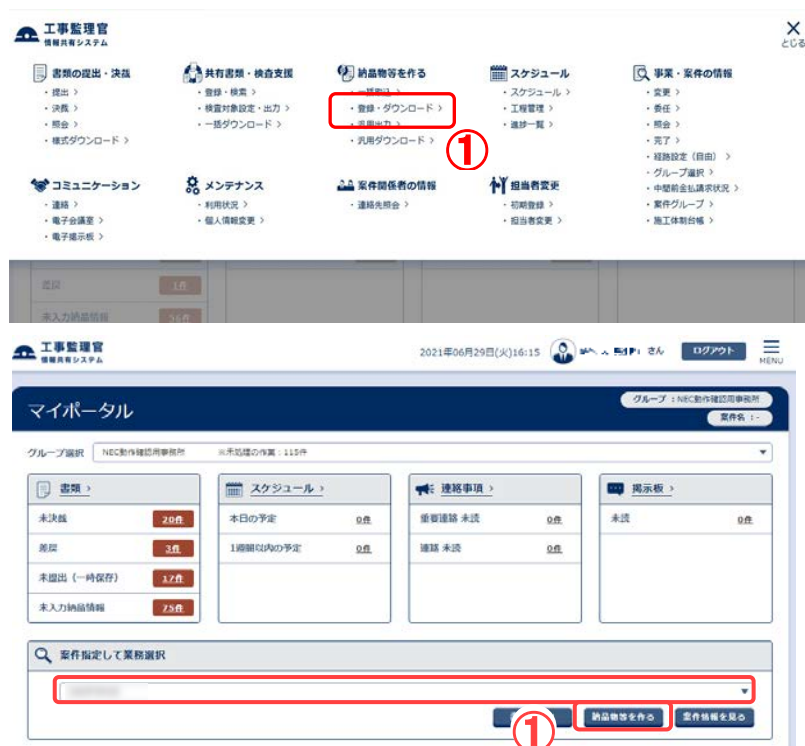 工事監理官
情報共有システム
とじる
書類の提出・決裁
・提出 >
・決裁 >
・照会 >
・様式ダウンロード >
共有書類・検査支援
・登録・検索 >
・検査対象設定・出力 >
・一括ダウンロード >
納品物等を作る
・登録・ダウンロード >
・汎用出力 >
・汎用ダウンロード >
①
スケジュール
・スケジュール >
・工程管理 >
・進捗一覧 >
事業・案件の情報
・変更 >
・委任 >
・照会 >
・完了 >
・経路設定（自由） >
・グループ選択 >
・中間前金払請求状況 >
・案件グループ >
・施工体制台帳 >
コミュニケーション
・連絡 >
・電子会議室 >
・電子掲示板 >
メンテナンス
・利用状況 >
・個人情報変更 >
案件関係者の情報
・連絡先照会 >
担当者変更
・初期登録 >
・担当者変更 >
差戻 1件
未入力納品情報 56件
工事監理官
情報共有システム
2021年06月29日(火)16:15
さん
ログアウト
MENU
マイポータル
グループ：NEC動作確認用事務所
案件名：-
グループ選択 NEC動作確認用事務所 ※未処理の作業：115件
書類 >
未決裁 20件
差戻 3件
未提出（一時保存） 17件
未入力納品情報 75件
スケジュール >
本日の予定 0件
1週間以内の予定 0件
連絡事項 >
重要連絡 未読 0件
連絡 未読 0件
掲示板 >
未読 0件
案件指定して業務選択
①
納品物等を作る
案件情報を見る